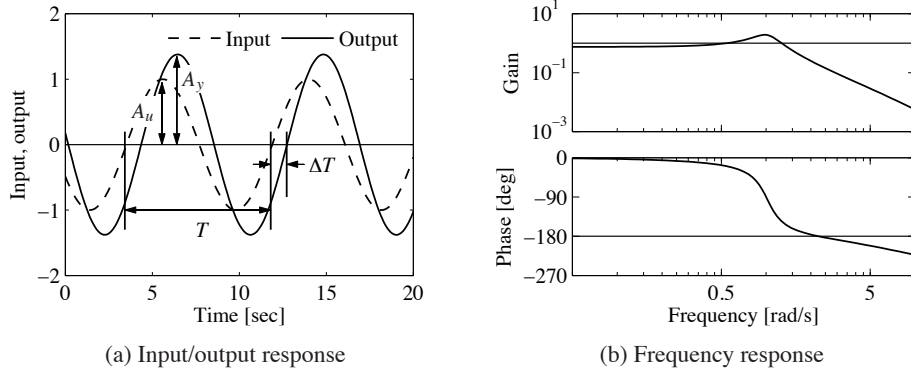 2
1
0
−1
−2
Input, output
Input
Output
A_u
A_y
ΔT
T
0
5
10
15
20
Time [sec]
(a) Input/output response
10^1
10^−1
10^−3
Gain
0
−90
−180
−270
Phase [deg]
0.5
5
Frequency [rad/s]
(b) Frequency response